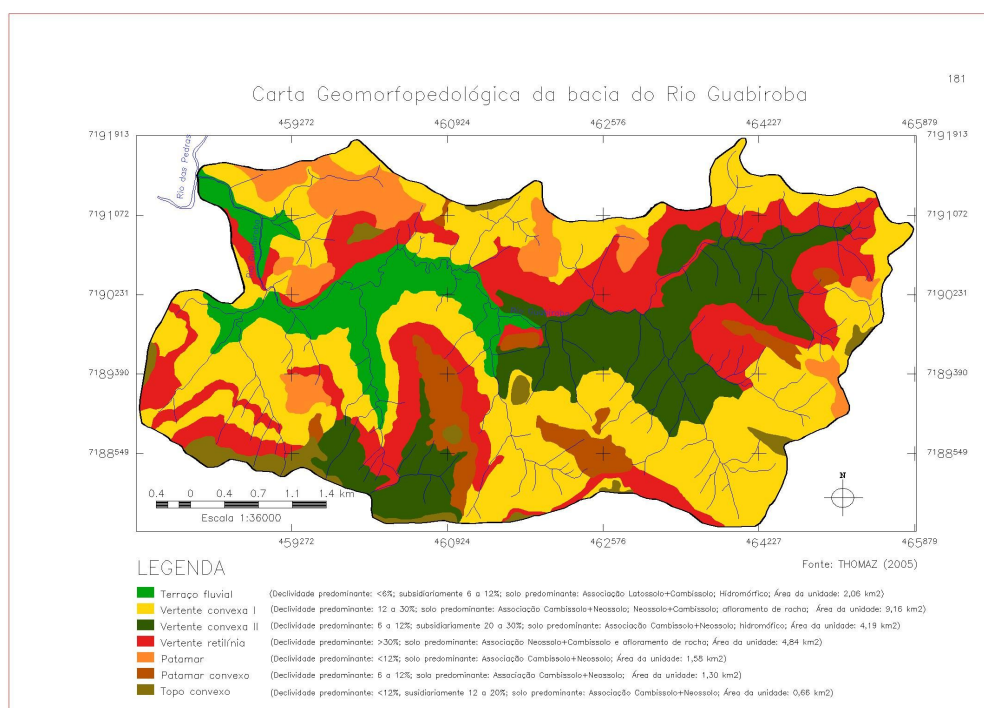 181
Carta Geomorfopedológica da bacia do Rio Guabiroba
459272 460924 462576 464227 465879
7191913 7191913
Rio das Pedras
7191072 7191072
7190231 7190231
7189390 7189390
7188549 7188549
N
0.4 0 0.4 0.7 1.1 1.4 km
Escala 1:36000
459272 460924 462576 464227 465879
Fonte: THOMAZ (2005)
LEGENDA
Terraço fluvial (Declividade predominante: <6%; subsidiariamente 6 a 12%; solo predominante: Associação Latossolo+Cambissolo; Hidromórfico; Área da unidade: 2,06 km2)
Vertente convexa I (Declividade predominante: 12 a 30%; solo predominante: Associação Cambissolo+Neossolo; Neossolo+Cambissolo; afloramento de rocha; Área da unidade: 9,16 km2)
Vertente convexa II (Declividade predominante: 6 a 12%; subsidiariamente 20 a 30%; solo predominante: Associação Cambissolo+Neossolo; hidromófico; Área da unidade: 4,19 km2)
Vertente retilínia (Declividade predominante: >30%; solo predominante: Associação Neossolo+Cambissolo e afloramento de rocha; Área da unidade: 4,84 km2)
Patamar (Declividade predominante: <12%; solo predominante: Associação Cambissolo+Neossolo; Área da unidade: 1,58 km2)
Patamar convexo (Declividade predominante: 6 a 12%; sola predominante: Associação Cambissolo+Neassolo; Área da unidade: 1,30 km2)
Topo convexo (Declividade predominante: <12%, susidiariamente 12 a 20%; solo predominante: Associação Cambissolo+Neossolo; Área da unidade: 0,66 km2)